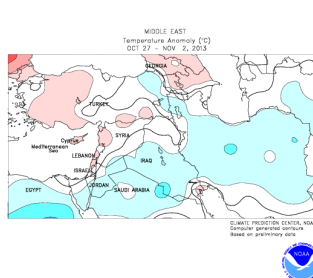 MIDDLE EAST
Temperature Anomaly (°C)
OCT 27 - NOV 2, 2013
GEORGIA
TURKEY
Cyprus
Mediterranean
Sea
SYRIA
LEBANON
IRAQ
ISRAEL
JORDAN
EGYPT
SAUDI ARABIA
CLIMATE PREDICTION CENTER, NOA
Computer generated contours
Based on preliminary data
NOAA